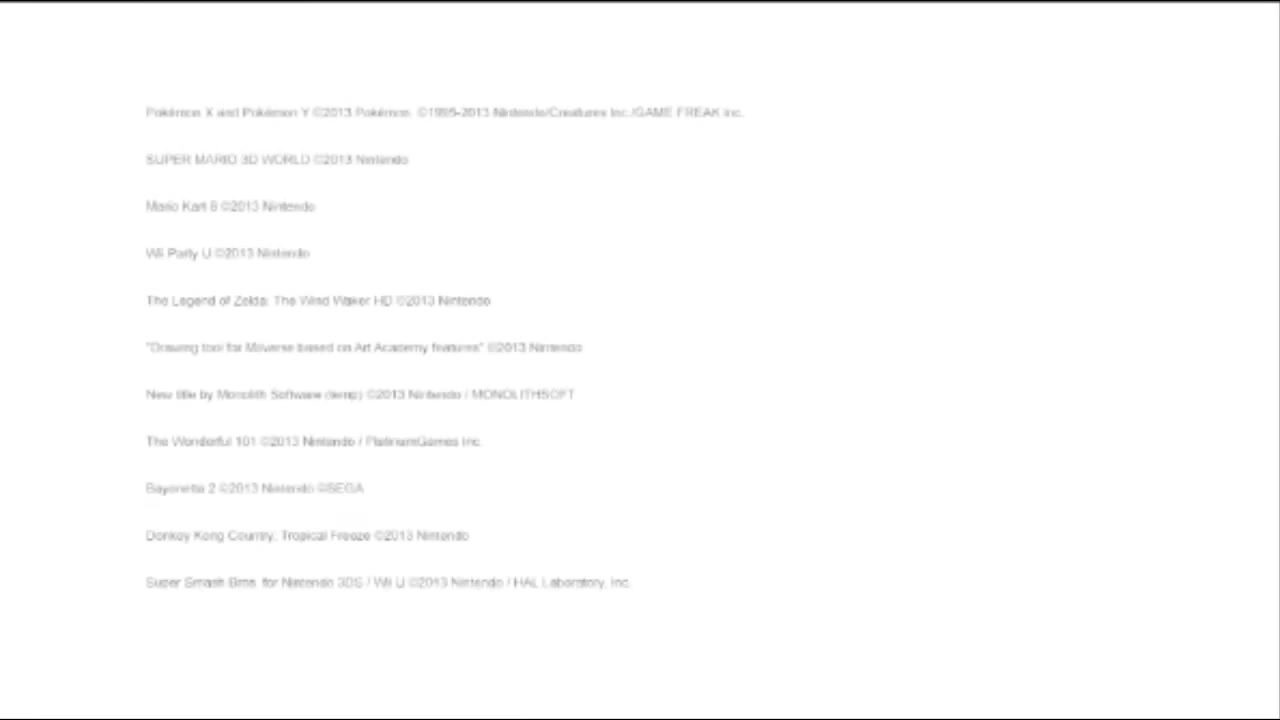 Pokémon X and Pokémon Y ©2013 Pokémon. ©1995-2013 Nintendo/Creatures Inc./GAME FREAK inc.
SUPER MARIO 3D WORLD ©2013 Nintendo
Mario Kart 8 ©2013 Nintendo
Wii Party U ©2013 Nintendo
The Legend of Zelda: The Wind Waker HD ©2013 Nintendo
"Drawing tool for Miiverse based on Art Academy features" ©2013 Nintendo
New title by Monolith Software (temp) ©2013 Nintendo / MONOLITHSOFT
The Wonderful 101 ©2013 Nintendo / PlatinumGames Inc.
Bayonetta 2 ©2013 Nintendo ©SEGA
Donkey Kong Country: Tropical Freeze ©2013 Nintendo
Super Smash Bros. for Nintendo 3DS / Wii U ©2013 Nintendo / HAL Laboratory, Inc.